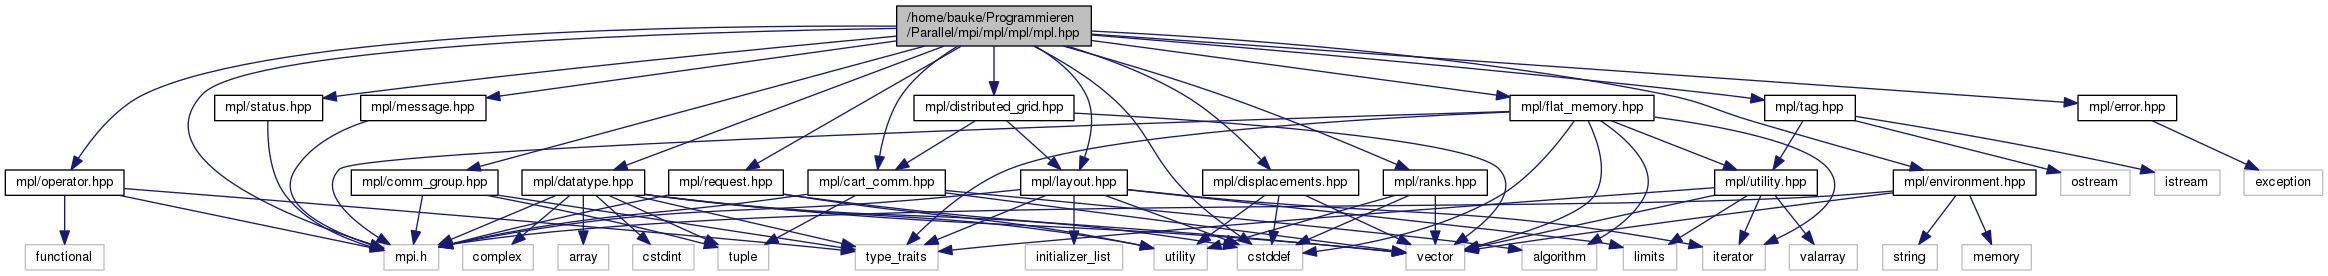 /home/bauke/Programmieren
/Parallel/mpi/mpl/mpl/mpl.hpp
mpl/status.hpp
mpl/message.hpp
mpl/distributed_grid.hpp
mpl/flat_memory.hpp
mpl/tag.hpp
mpl/error.hpp
mpl/operator.hpp
mpl/comm_group.hpp
mpl/datatype.hpp
mpl/request.hpp
mpl/cart_comm.hpp
mpl/layout.hpp
mpl/displacements.hpp
mpl/ranks.hpp
mpl/utility.hpp
mpl/environment.hpp
ostream
istream
exception
functional
mpi.h
complex
array
cstdint
tuple
type_traits
initializer_list
utility
cstddef
vector
algorithm
limits
iterator
valarray
string
memory